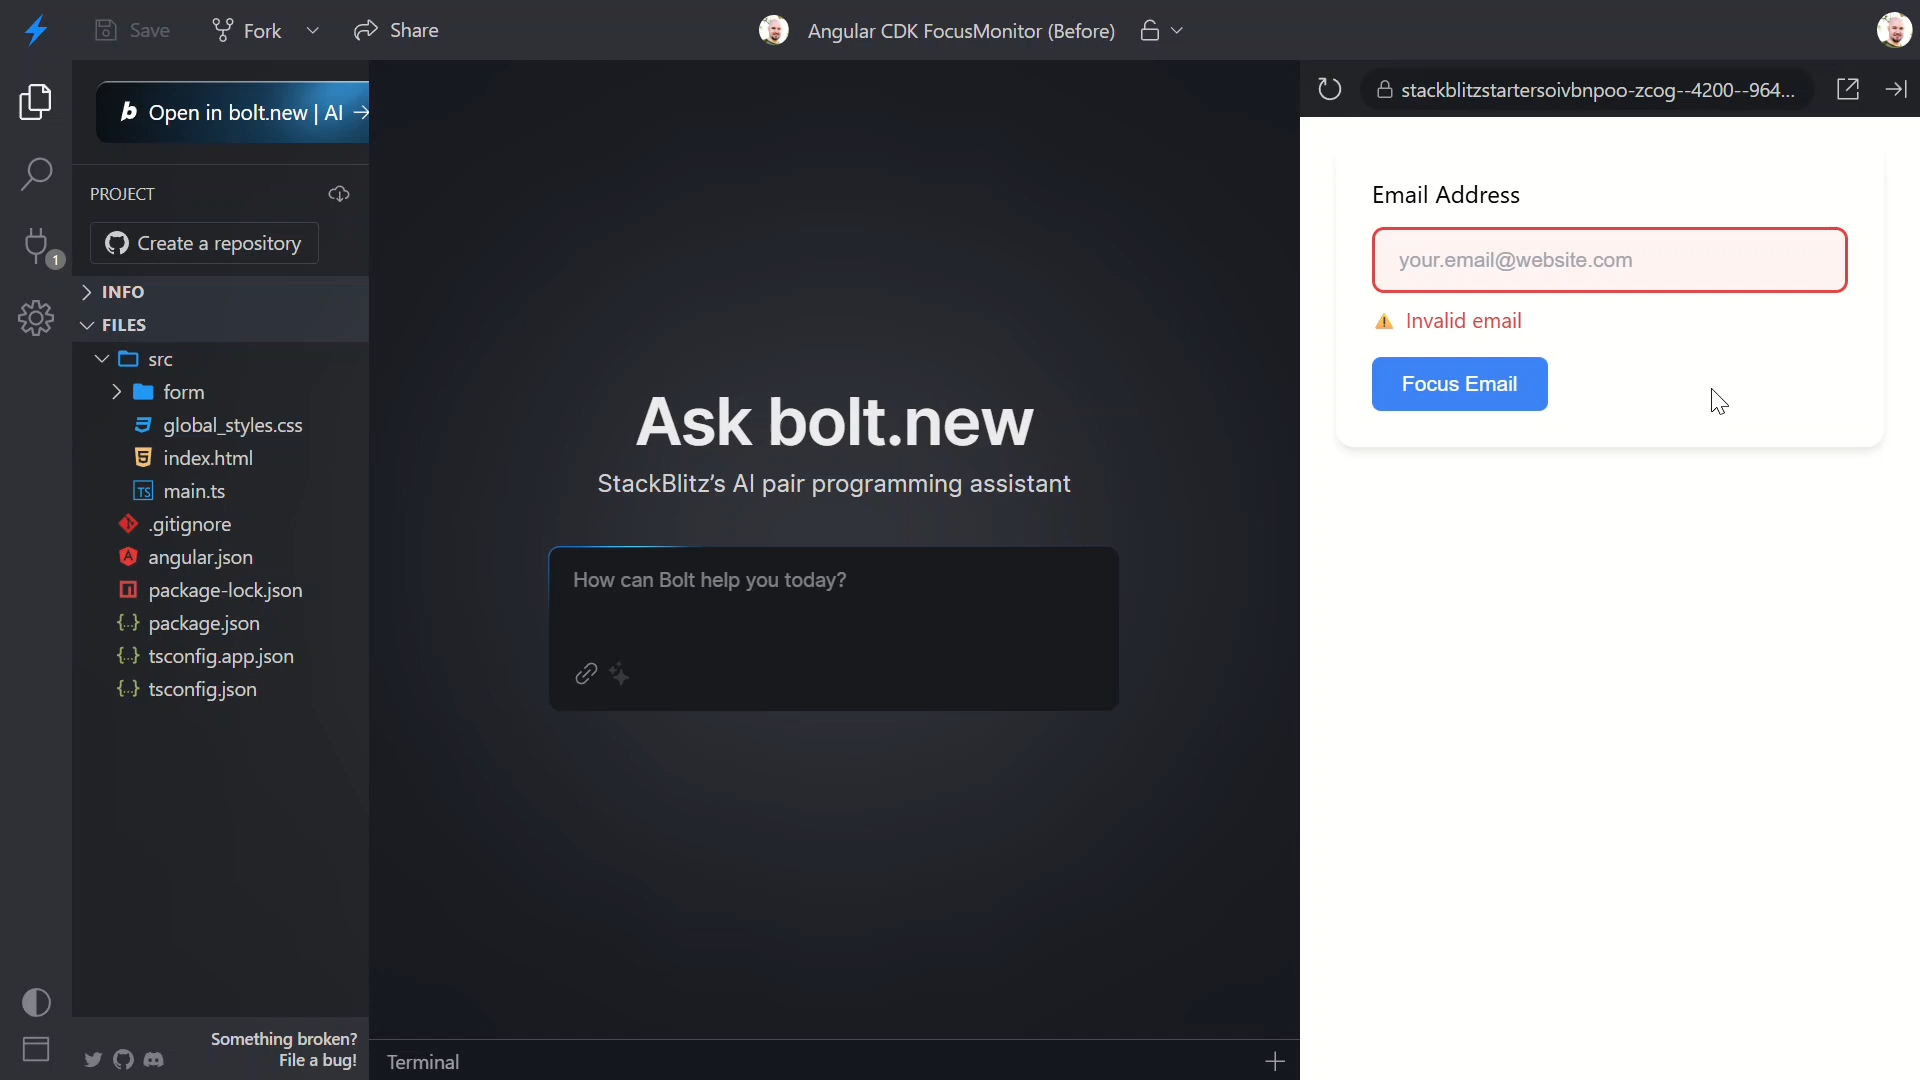 Save
Fork
Share
Angular CDK FocusMonitor (Before)
b Open in bolt.new | AI →
PROJECT
Create a repository
1
INFO
FILES
src
form
global_styles.css
index.html
TS main.ts
.gitignore
angular.json
package-lock.json
{..} package.json
{..} tsconfig.app.json
{..} tsconfig.json
Something broken?
File a bug!
Ask bolt.new
StackBlitz's AI pair programming assistant
How can Bolt help you today?
Terminal
stackblitzstartersoivbnpoo-zcog--4200--964...
Email Address
your.email@website.com
Invalid email
Focus Email